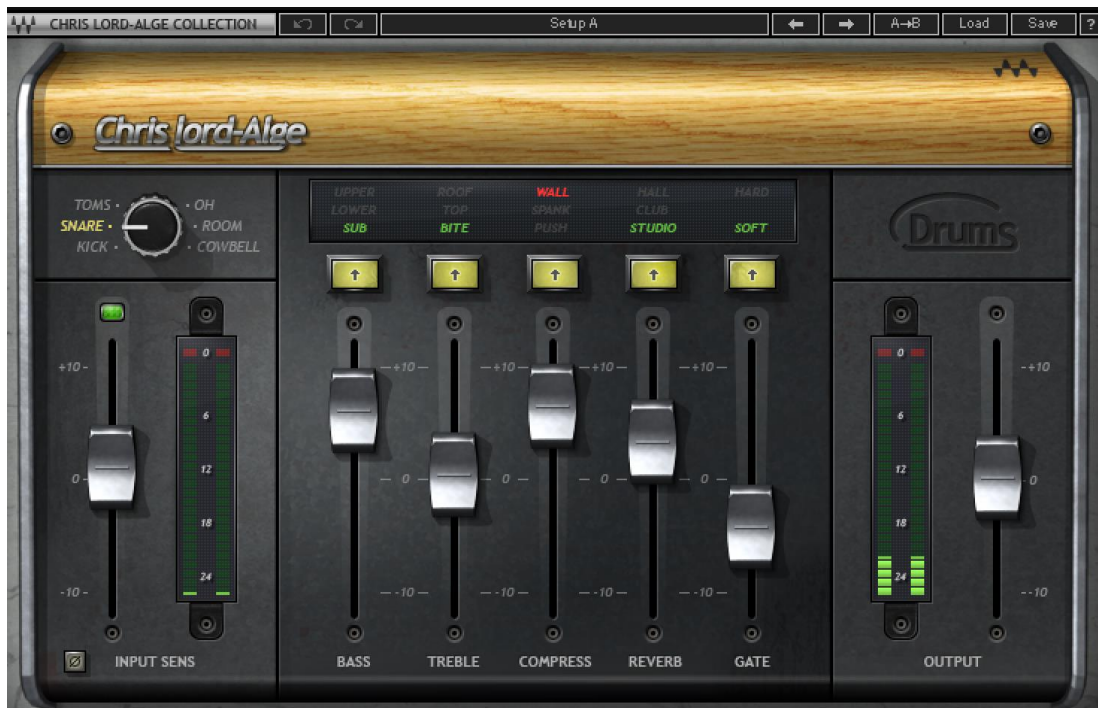 CHRIS LORD-ALGE COLLECTION
Setup A
A→B
Load
Save
?
Chris lord-Alge
TOMS
OH
SNARE
ROOM
KICK
COWBELL
UPPER ROOF WALL HALL HARD
LOWER TOP SPANK CLUB
SUB BITE PUSH STUDIO SOFT
Drums
0 0
+10 +10 +10 +10 +10 +10
6 6
12 12
0 0 0 0 0 0
18 18
24 24
-10 -10 -10 -10 -10 -10
Ø INPUT SENS BASS TREBLE COMPRESS REVERB GATE OUTPUT